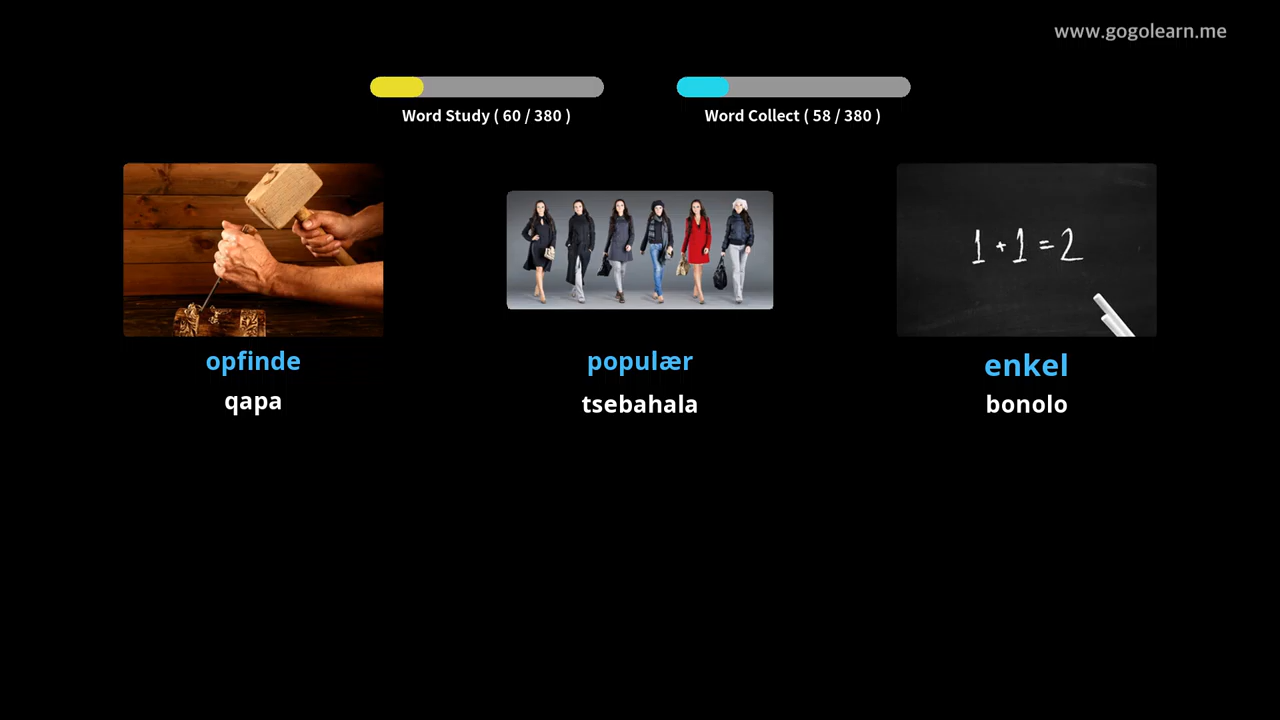 www.gogolearn.me
Word Study ( 60 / 380 )
Word Collect ( 58 / 380 )
1 + 1 = 2
opfinde
populær
enkel
qapa
tsebahala
bonolo